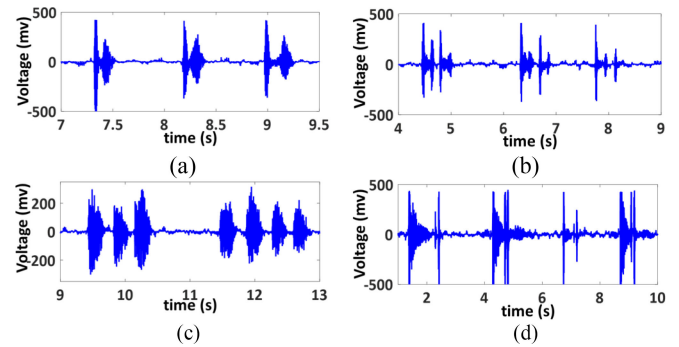 500
Voltage (mv)
0
-500
7 7.5 8 8.5 9 9.5
time (s)
(a)
500
Voltage (mv)
0
-500
4 5 6 7 8 9
time (s)
(b)
200
Voltage (mv)
0
-200
9 10 11 12 13
time (s)
(c)
500
Voltage (mv)
0
-500
2 4 6 8 10
time (s)
(d)